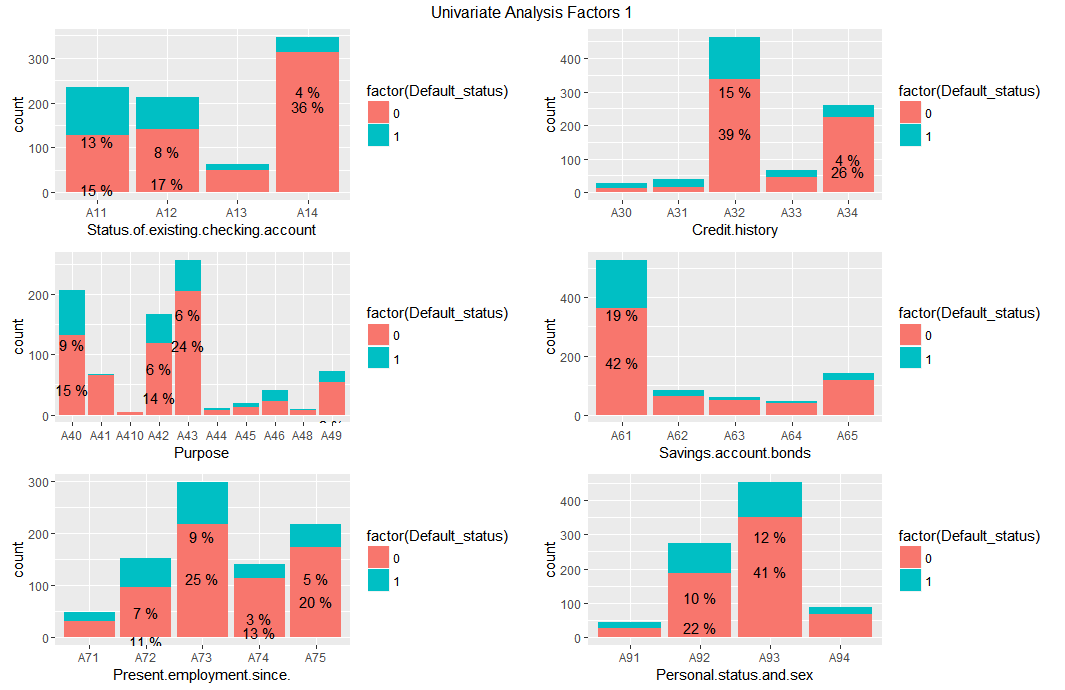 Univariate Analysis Factors 1
300
200
100
0
count
13 %
15 %
8 %
17 %
4 %
36 %
A11 A12 A13 A14
Status.of.existing.checking.account
factor(Default_status)
0
1
400
300
200
100
0
count
15 %
39 %
4 %
26 %
A30 A31 A32 A33 A34
Credit.history
factor(Default_status)
0
1
200
100
0
count
9 %
15 %
6 %
14 %
6 %
24 %
A40 A41 A410 A42 A43 A44 A45 A46 A48 A49
Purpose
factor(Default_status)
0
1
400
200
0
count
19 %
42 %
A61 A62 A63 A64 A65
Savings.account.bonds
factor(Default_status)
0
1
300
200
100
0
count
7 %
11 %
9 %
25 %
3 %
13 %
5 %
20 %
A71 A72 A73 A74 A75
Present.employment.since.
factor(Default_status)
0
1
400
300
200
100
0
count
10 %
22 %
12 %
41 %
A91 A92 A93 A94
Personal.status.and.sex
factor(Default_status)
0
1